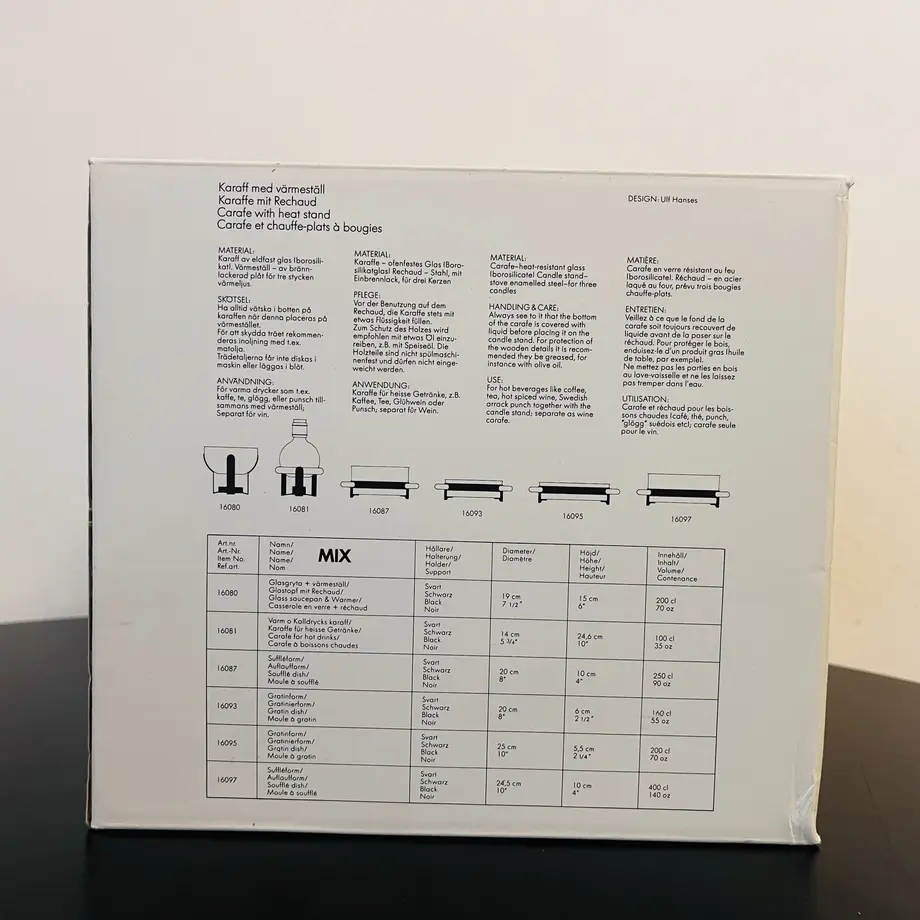 Karaff med värmeställ
Karaffe mit Rechaud
Carafe with heat stand
Carafe et chauffe-plats à bougies
DESIGN: Ulf Hanses
MATERIAL:
Karaff av eldfast glas (borosili-
kat). Värmeställ – av bränn-
lackerad plåt för tre stycken
värmeljus.
SKÖTSEL:
Ha alltid vätska i botten på
karaffen när denna placeras på
värmestället.
För att skydda träet rekommen-
deras inoljning med t.ex.
matolja.
Trädetaljerna får inte diskas i
maskin eller läggas i blöt.
ANVÄNDNING:
För varma drycker som t.ex.
kaffe, te, glögg, eller punsch till-
sammans med värmeställ;
Separat för vin.
MATERIAL:
Karaffe – ofenfestes Glas (Boro-
silikatglas) Rechaud – Stahl, mit
Einbrennlack, für drei Kerzen
PFLEGE:
Vor der Benutzung auf dem
Rechaud, die Karaffe stets mit
etwas Flüssigkeit füllen.
Zum Schutz des Holzes wird
empfohlen mit etwas Öl einzu-
reiben, z.B. mit Speiseöl. Die
Holzteile sind nicht spülmaschi-
nenfest und dürfen nicht einge-
weicht werden.
ANWENDUNG:
Karaffe für heisse Getränke, z.B.
Kaffee, Tee, Glühwein oder
Punsch; separat für Wein.
MATERIAL:
Carafe–heat-resistant glass
(borosilicate) Candle stand–
stove enamelled steel–for three
candles
HANDLING & CARE:
Always see to it that the bottom
of the carafe is covered with
liquid before placing it on the
candle stand. For protection of
the wooden details it is recom-
mended they be greased, for
instance with olive oil.
USE:
For hot beverages like coffee,
tea, hot spiced wine, Swedish
arrack punch together with the
candle stand; separate as wine
carafe.
MATIÈRE:
Carafe en verre résistant au feu
(borosilicate). Réchaud – en acier
laqué au four, prévu trois bougies
chauffe-plats.
ENTRETIEN:
Veillez à ce que le fond de la
carafe soit toujours recouvert de
liquide avant de la poser sur le
réchaud. Pour protéger le bois,
enduisez-le d'un produit gras (huile
de table, par exemple).
Ne mettez pas les parties en bois
au lave-vaisselle et ne les laissez
pas tremper dans l'eau.
UTILISATION:
Carafe et réchaud pour les bois-
sons chaudes (café, thé, punch,
"glögg" suédois etc); carafe seule
pour le vin.
16080
16081
16087
16093
16095
16097
Art.nr.
Art.-Nr.
Item No.
Ref.art.
Namn/
Name/
Name/
Nom
MIX
Hållare/
Halterung/
Holder/
Support
Diameter/
Diamètre
Höjd/
Höhe/
Height/
Hauteur
Innehåll/
Inhalt/
Volume/
Contenance
16080
Glasgryta + värmeställ/
Glastopf mit Rechaud/
Glass saucepan & Warmer/
Casserole en verre + réchaud
Svart
Schwarz
Black
Noir
19 cm
7 1/2"
15 cm
6"
200 cl
70 oz
16081
Varm o Kalldrycks karaff/
Karaffe für heisse Getränke/
Carafe for hot drinks/
Carafe à boissons chaudes
Svart
Schwarz
Black
Noir
14 cm
5 3/4"
24,6 cm
10"
100 cl
35 oz
16087
Suffléform/
Auflaufform/
Soufflé dish/
Moule à soufflé
Svart
Schwarz
Black
Noir
20 cm
8"
10 cm
4"
250 cl
90 oz
16093
Gratinform/
Gratinierform/
Gratin dish/
Moule à gratin
Svart
Schwarz
Black
Noir
20 cm
8"
6 cm
2 1/2"
160 cl
55 oz
16095
Gratinform/
Gratinierform/
Gratin dish/
Moule à gratin
Svart
Schwarz
Black
Noir
25 cm
10"
5,5 cm
2 1/4"
200 cl
70 oz
16097
Suffléform/
Auflaufform/
Soufflé dish/
Moule à soufflé
Svart
Schwarz
Black
Noir
24,5 cm
10"
10 cm
4"
400 cl
140 oz